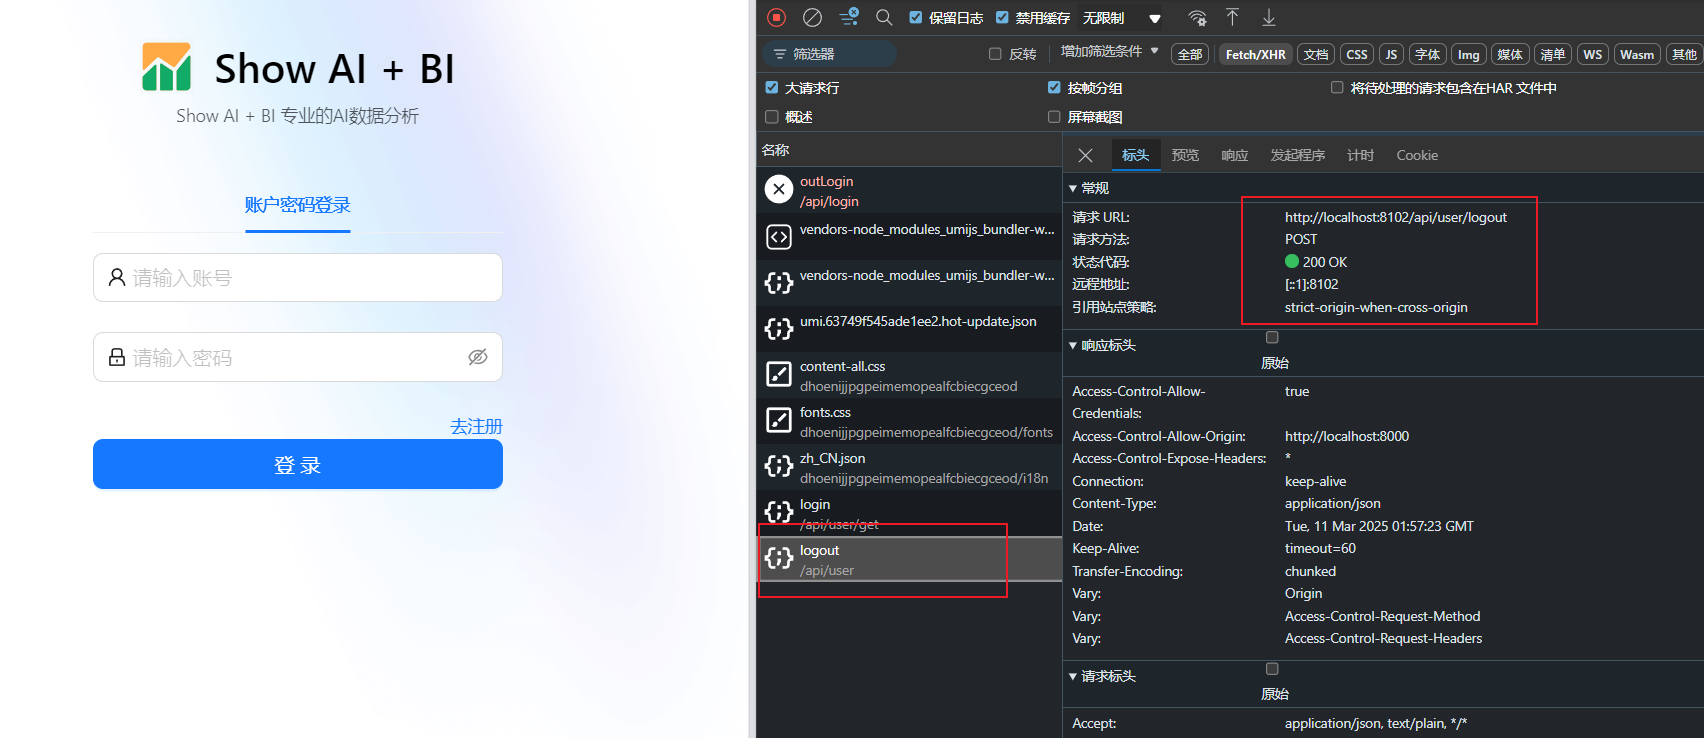 Show AI + BI
Show AI + BI 专业的AI数据分析
账户密码登录
请输入账号
请输入密码
去注册
登 录
保留日志 禁用缓存 无限制
筛选器 反转 增加筛选条件 全部 Fetch/XHR 文档 CSS JS 字体 Img 媒体 清单 WS Wasm 其他
大请求行 按帧分组 将待处理的请求包含在HAR 文件中
概述 屏幕截图
名称
outLogin
/api/login
vendors-node_modules_umijs_bundler-w...
vendors-node_modules_umijs_bundler-w...
umi.63749f545ade1ee2.hot-update.json
content-all.css
dhoenijjpgpeimemopealfcbiecgceod
fonts.css
dhoenijjpgpeimemopealfcbiecgceod/fonts
zh_CN.json
dhoenijjpgpeimemopealfcbiecgceod/i18n
login
/api/user/get
logout
/api/user
标头 预览 响应 发起程序 计时 Cookie
常规
请求 URL: http://localhost:8102/api/user/logout
请求方法: POST
状态代码: 200 OK
远程地址: [::1]:8102
引用站点策略: strict-origin-when-cross-origin
响应标头
原始
Access-Control-Allow- true
Credentials:
Access-Control-Allow-Origin: http://localhost:8000
Access-Control-Expose-Headers: *
Connection: keep-alive
Content-Type: application/json
Date: Tue, 11 Mar 2025 01:57:23 GMT
Keep-Alive: timeout=60
Transfer-Encoding: chunked
Vary: Origin
Vary: Access-Control-Request-Method
Vary: Access-Control-Request-Headers
请求标头
原始
Accept: application/json, text/plain, */*